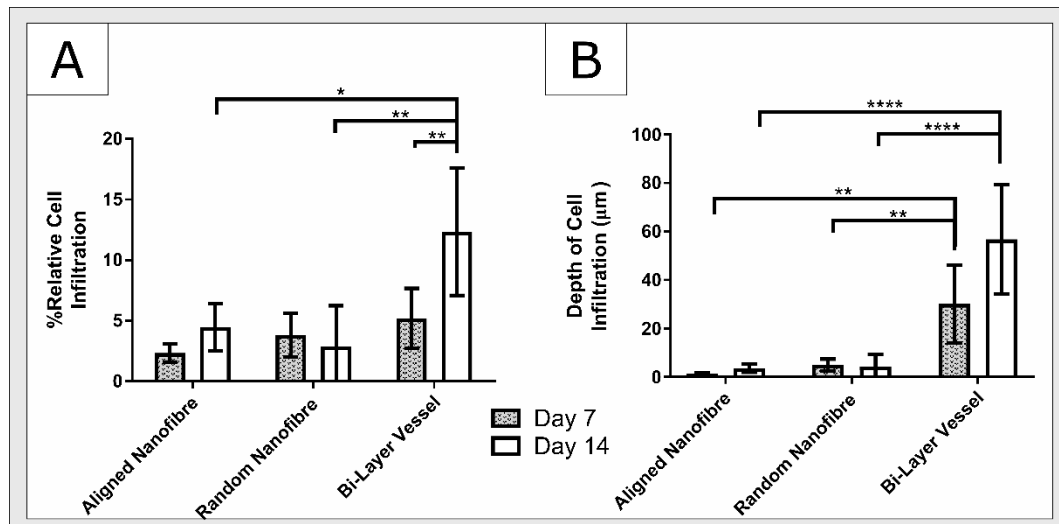 A
%Relative Cell
Infiltration
20
15
10
5
0
*
**
**
Aligned Nanofibre
Random Nanofibre
Bi-Layer Vessel
Day 7
Day 14
B
Depth of Cell
Infiltration (μm)
100
80
60
40
20
0
****
****
**
**
Aligned Nanofibre
Random Nanofibre
Bi-Layer Vessel